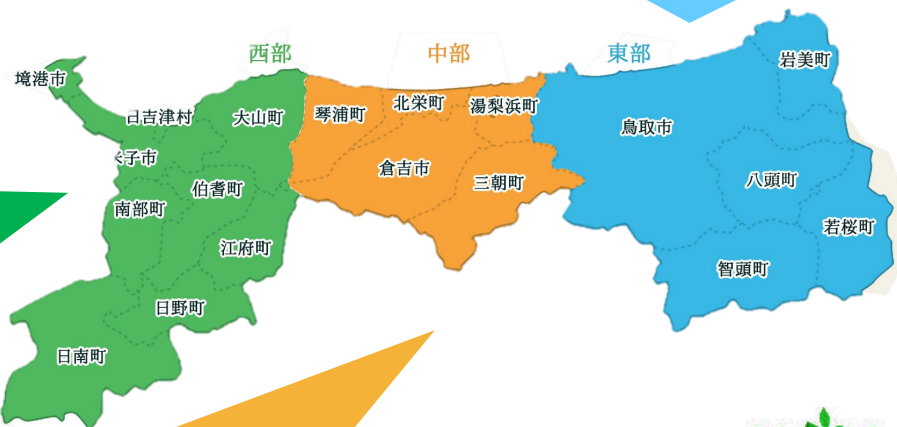 西部
中部
東部
境港市
日吉津村
大山町
米子市
伯耆町
南部町
江府町
日野町
日南町
琴浦町
北栄町
湯梨浜町
倉吉市
三朝町
岩美町
鳥取市
八頭町
若桜町
智頭町